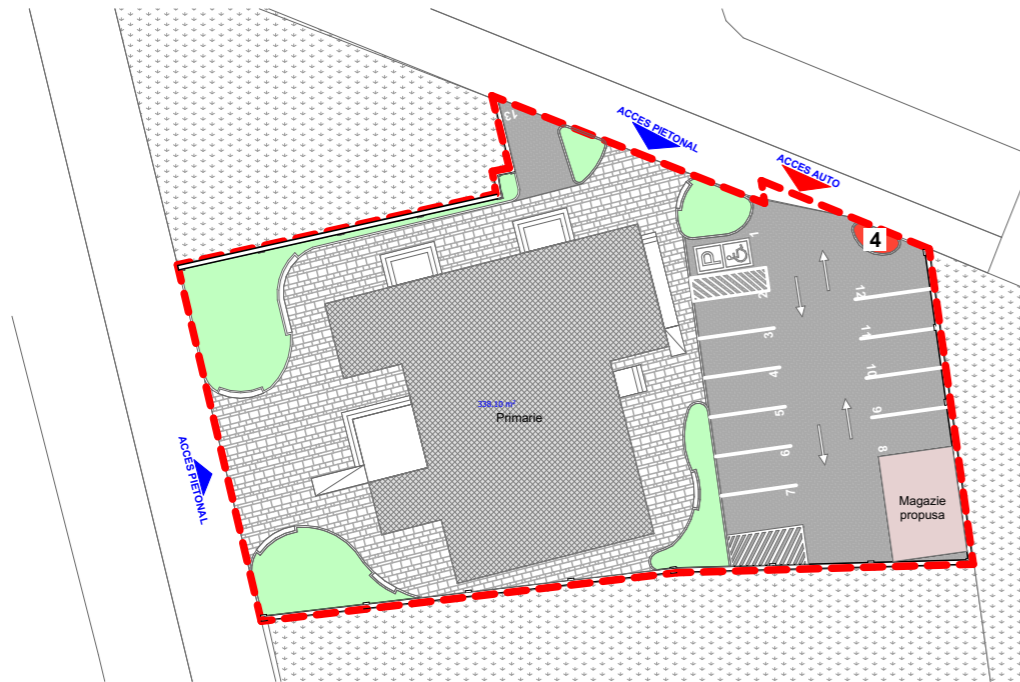 13
ACCES PIETONAL
ACCES AUTO
4
1
P
2
12
3
11
4
10
5
9
6
8
7
338.10 m²
Primarie
ACCES PIETONAL
Magazie
propusa